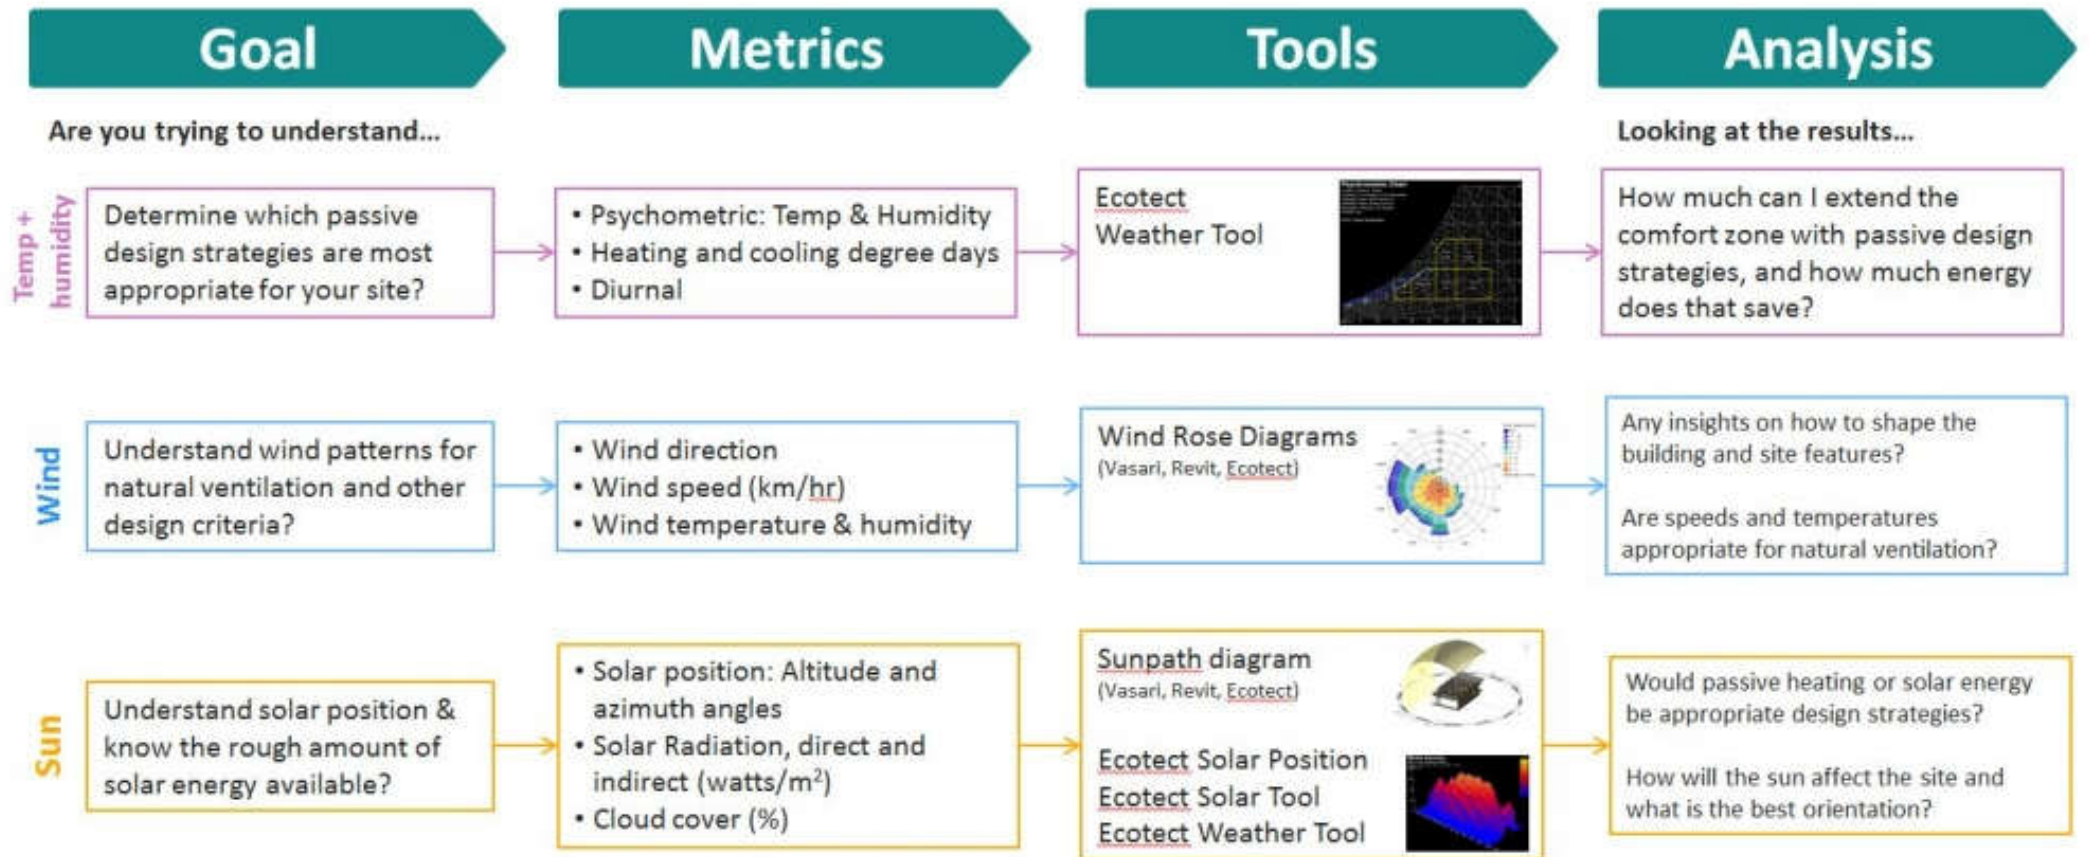 Goal
Metrics
Tools
Analysis
Are you trying to understand...
Looking at the results...
Temp +
humidity
Determine which passive
design strategies are most
appropriate for your site?
• Psychometric: Temp & Humidity
• Heating and cooling degree days
• Diurnal
Ecotect
Weather Tool
How much can I extend the
comfort zone with passive design
strategies, and how much energy
does that save?
Wind
Understand wind patterns for
natural ventilation and other
design criteria?
• Wind direction
• Wind speed (km/hr)
• Wind temperature & humidity
Wind Rose Diagrams
(Vasari, Revit, Ecotect)
Any insights on how to shape the
building and site features?
Are speeds and temperatures
appropriate for natural ventilation?
Sun
Understand solar position &
know the rough amount of
solar energy available?
• Solar position: Altitude and
azimuth angles
• Solar Radiation, direct and
indirect (watts/m²)
• Cloud cover (%)
Sunpath diagram
(Vasari, Revit, Ecotect)
Ecotect Solar Position
Ecotect Solar Tool
Ecotect Weather Tool
Would passive heating or solar energy
be appropriate design strategies?
How will the sun affect the site and
what is the best orientation?